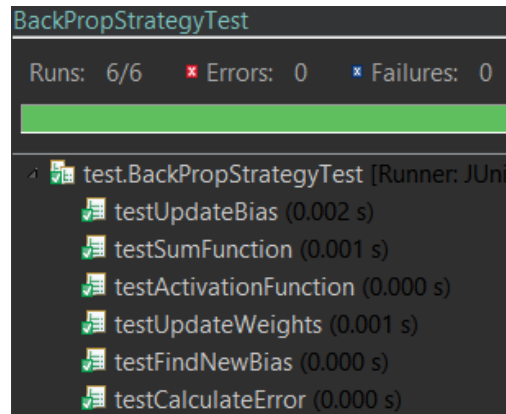 BackPropStrategyTest
Runs: 6/6 Errors: 0 Failures: 0
test.BackPropStrategyTest [Runner: JUni
testUpdateBias (0.002 s)
testSumFunction (0.001 s)
testActivationFunction (0.000 s)
testUpdateWeights (0.001 s)
testFindNewBias (0.000 s)
testCalculateError (0.000 s)